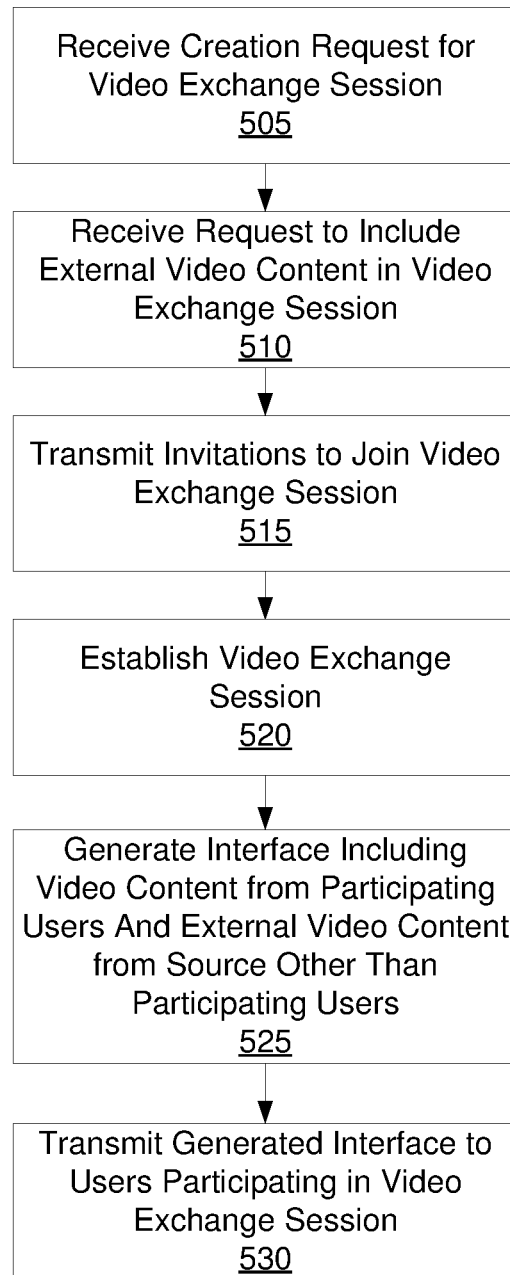 Receive Creation Request for
Video Exchange Session
505
Receive Request to Include
External Video Content in Video
Exchange Session
510
Transmit Invitations to Join Video
Exchange Session
515
Establish Video Exchange
Session
520
Generate Interface Including
Video Content from Participating
Users And External Video Content
from Source Other Than
Participating Users
525
Transmit Generated Interface to
Users Participating in Video
Exchange Session
530